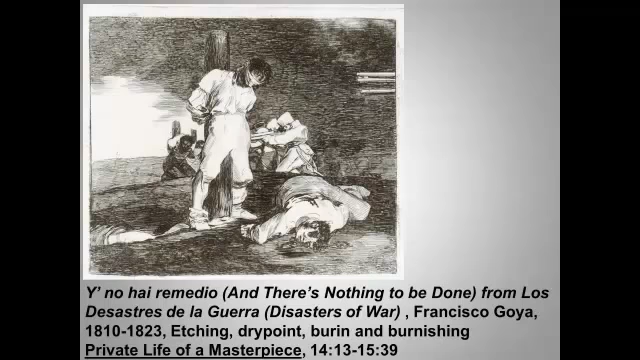 Y’ no hai remedio (And There’s Nothing to be Done) from Los
Desastres de la Guerra (Disasters of War) , Francisco Goya,
1810-1823, Etching, drypoint, burin and burnishing
Private Life of a Masterpiece, 14:13-15:39